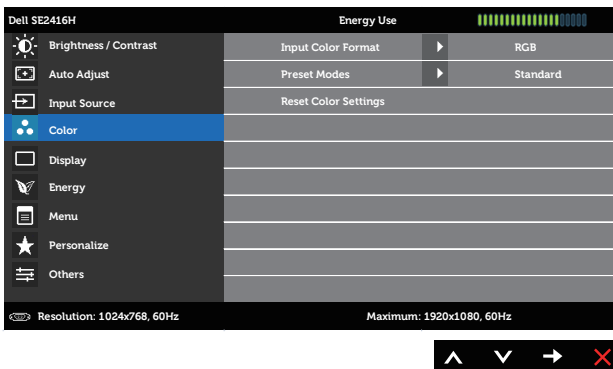 Dell SE2416H Energy Use
Brightness / Contrast Input Color Format RGB
Auto Adjust Preset Modes Standard
Input Source Reset Color Settings
Color
Display
Energy
Menu
Personalize
Others
Resolution: 1024x768, 60Hz Maximum: 1920x1080, 60Hz